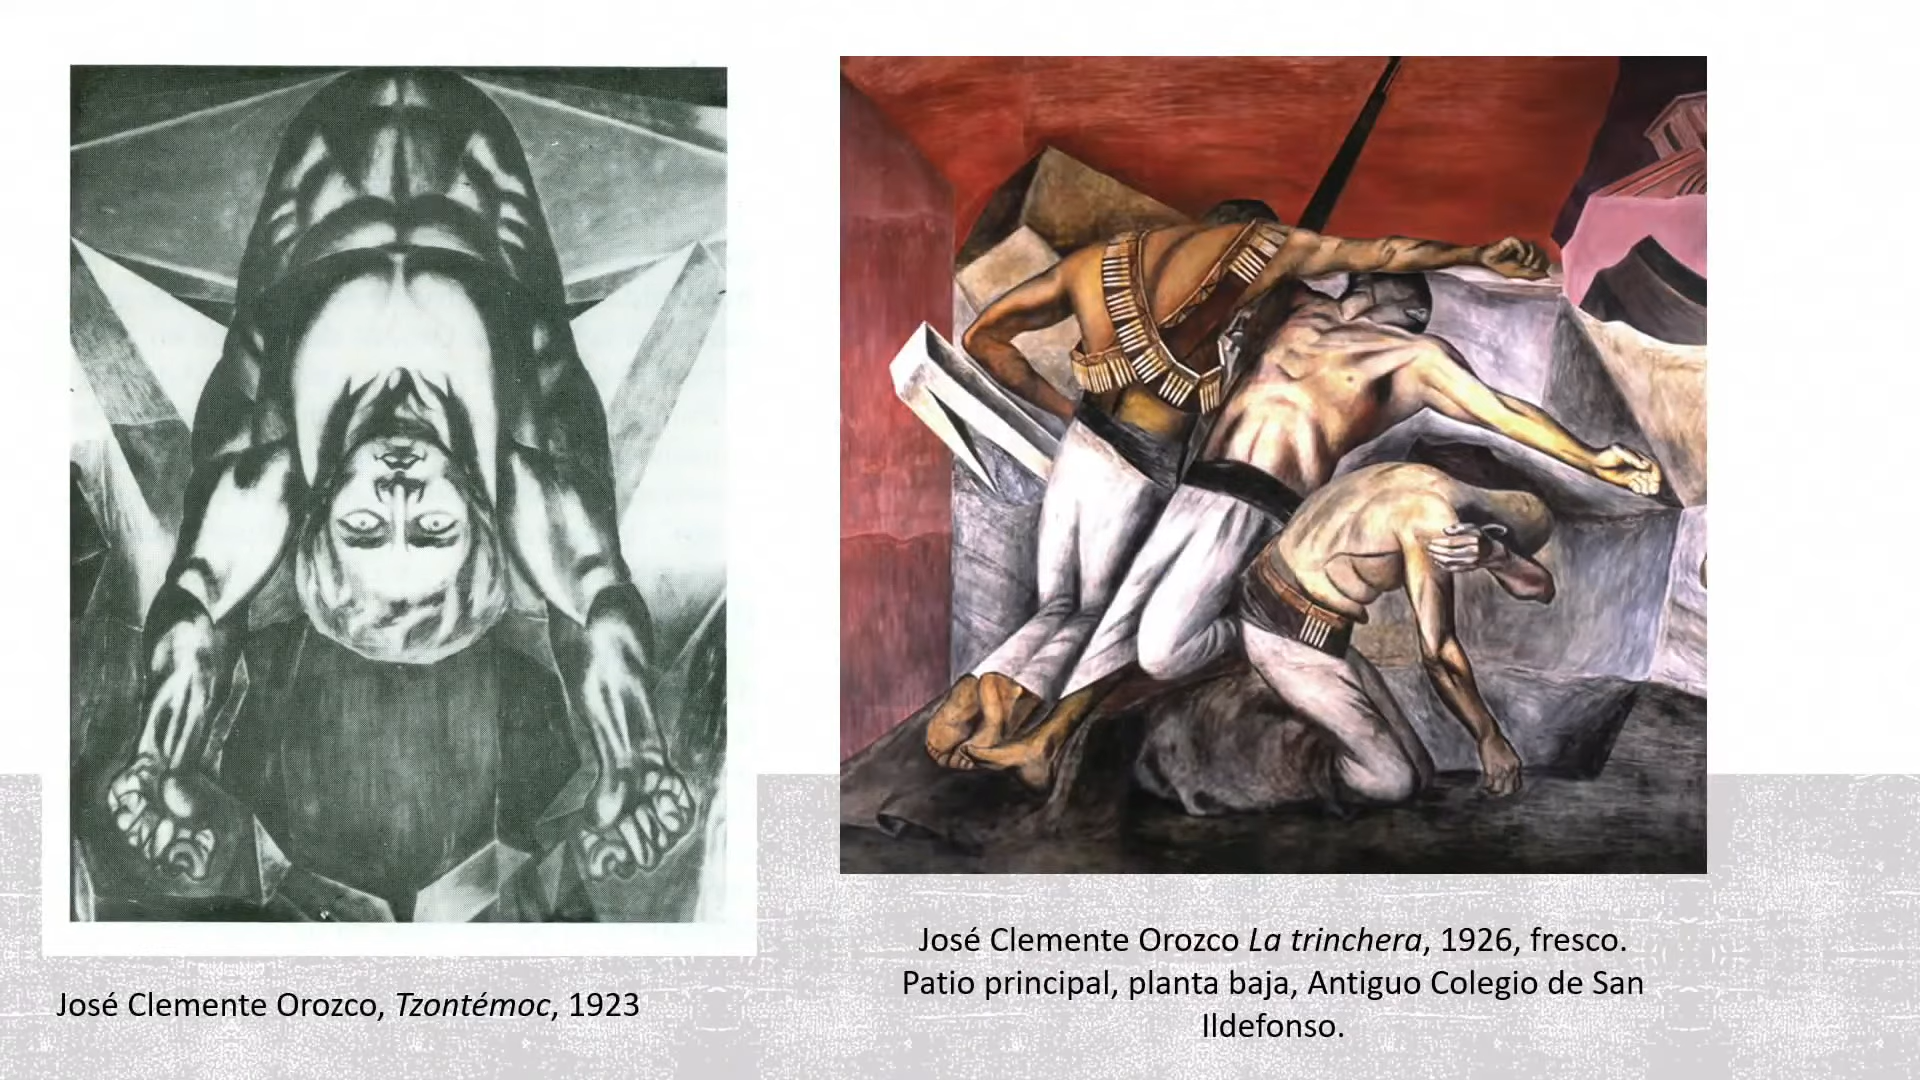 José Clemente Orozco, Tzontémoc, 1923
José Clemente Orozco La trinchera, 1926, fresco.
Patio principal, planta baja, Antiguo Colegio de San
Ildefonso.